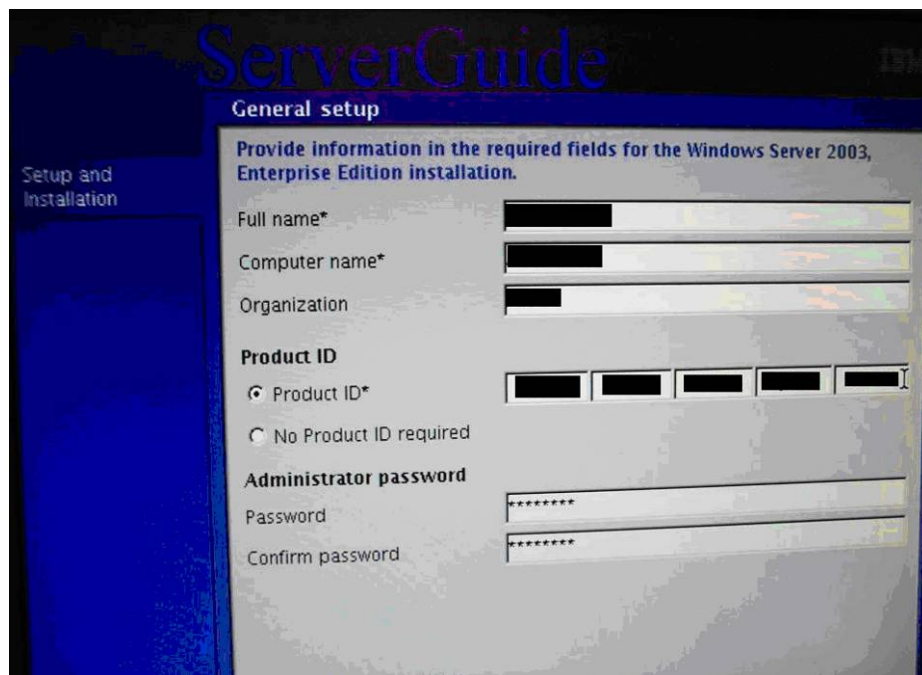 ServerGuide
IBM
General setup
Setup and
Installation
Provide information in the required fields for the Windows Server 2003,
Enterprise Edition installation.
Full name*
Computer name*
Organization
Product ID
Product ID*
No Product ID required
Administrator password
Password
********
Confirm password
********